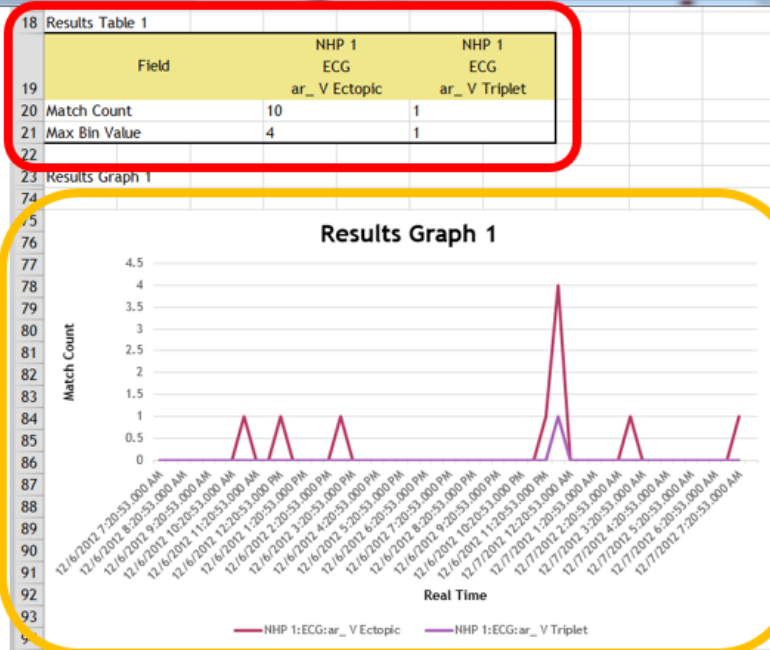 18 Results Table 1
NHP 1 NHP 1
Field ECG ECG
19 ar_ V Ectopic ar_ V Triplet
20 Match Count 10 1
21 Max Bin Value 4 1
22
23 Results Graph 1
74
75
76
77
78
79
80
81
82
83
84
85
86
87
88
89
90
91
92
93
Results Graph 1
Match Count
4.5
4
3.5
3
2.5
2
1.5
1
0.5
0
12/6/2012 7:20:53.000 AM
12/6/2012 8:20:53.000 AM
12/6/2012 9:20:53.000 AM
12/6/2012 10:20:53.000 AM
12/6/2012 11:20:53.000 AM
12/6/2012 12:20:53.000 PM
12/6/2012 1:20:53.000 PM
12/6/2012 2:20:53.000 PM
12/6/2012 3:20:53.000 PM
12/6/2012 4:20:53.000 PM
12/6/2012 5:20:53.000 PM
12/6/2012 6:20:53.000 PM
12/6/2012 7:20:53.000 PM
12/6/2012 8:20:53.000 PM
12/6/2012 9:20:53.000 PM
12/6/2012 10:20:53.000 PM
12/6/2012 11:20:53.000 PM
12/7/2012 12:20:53.000 AM
12/7/2012 1:20:53.000 AM
12/7/2012 2:20:53.000 AM
12/7/2012 3:20:53.000 AM
12/7/2012 4:20:53.000 AM
12/7/2012 5:20:53.000 AM
12/7/2012 6:20:53.000 AM
12/7/2012 7:20:53.000 AM
Real Time
NHP 1:ECG:ar_ V Ectopic NHP 1:ECG:ar_ V Triplet